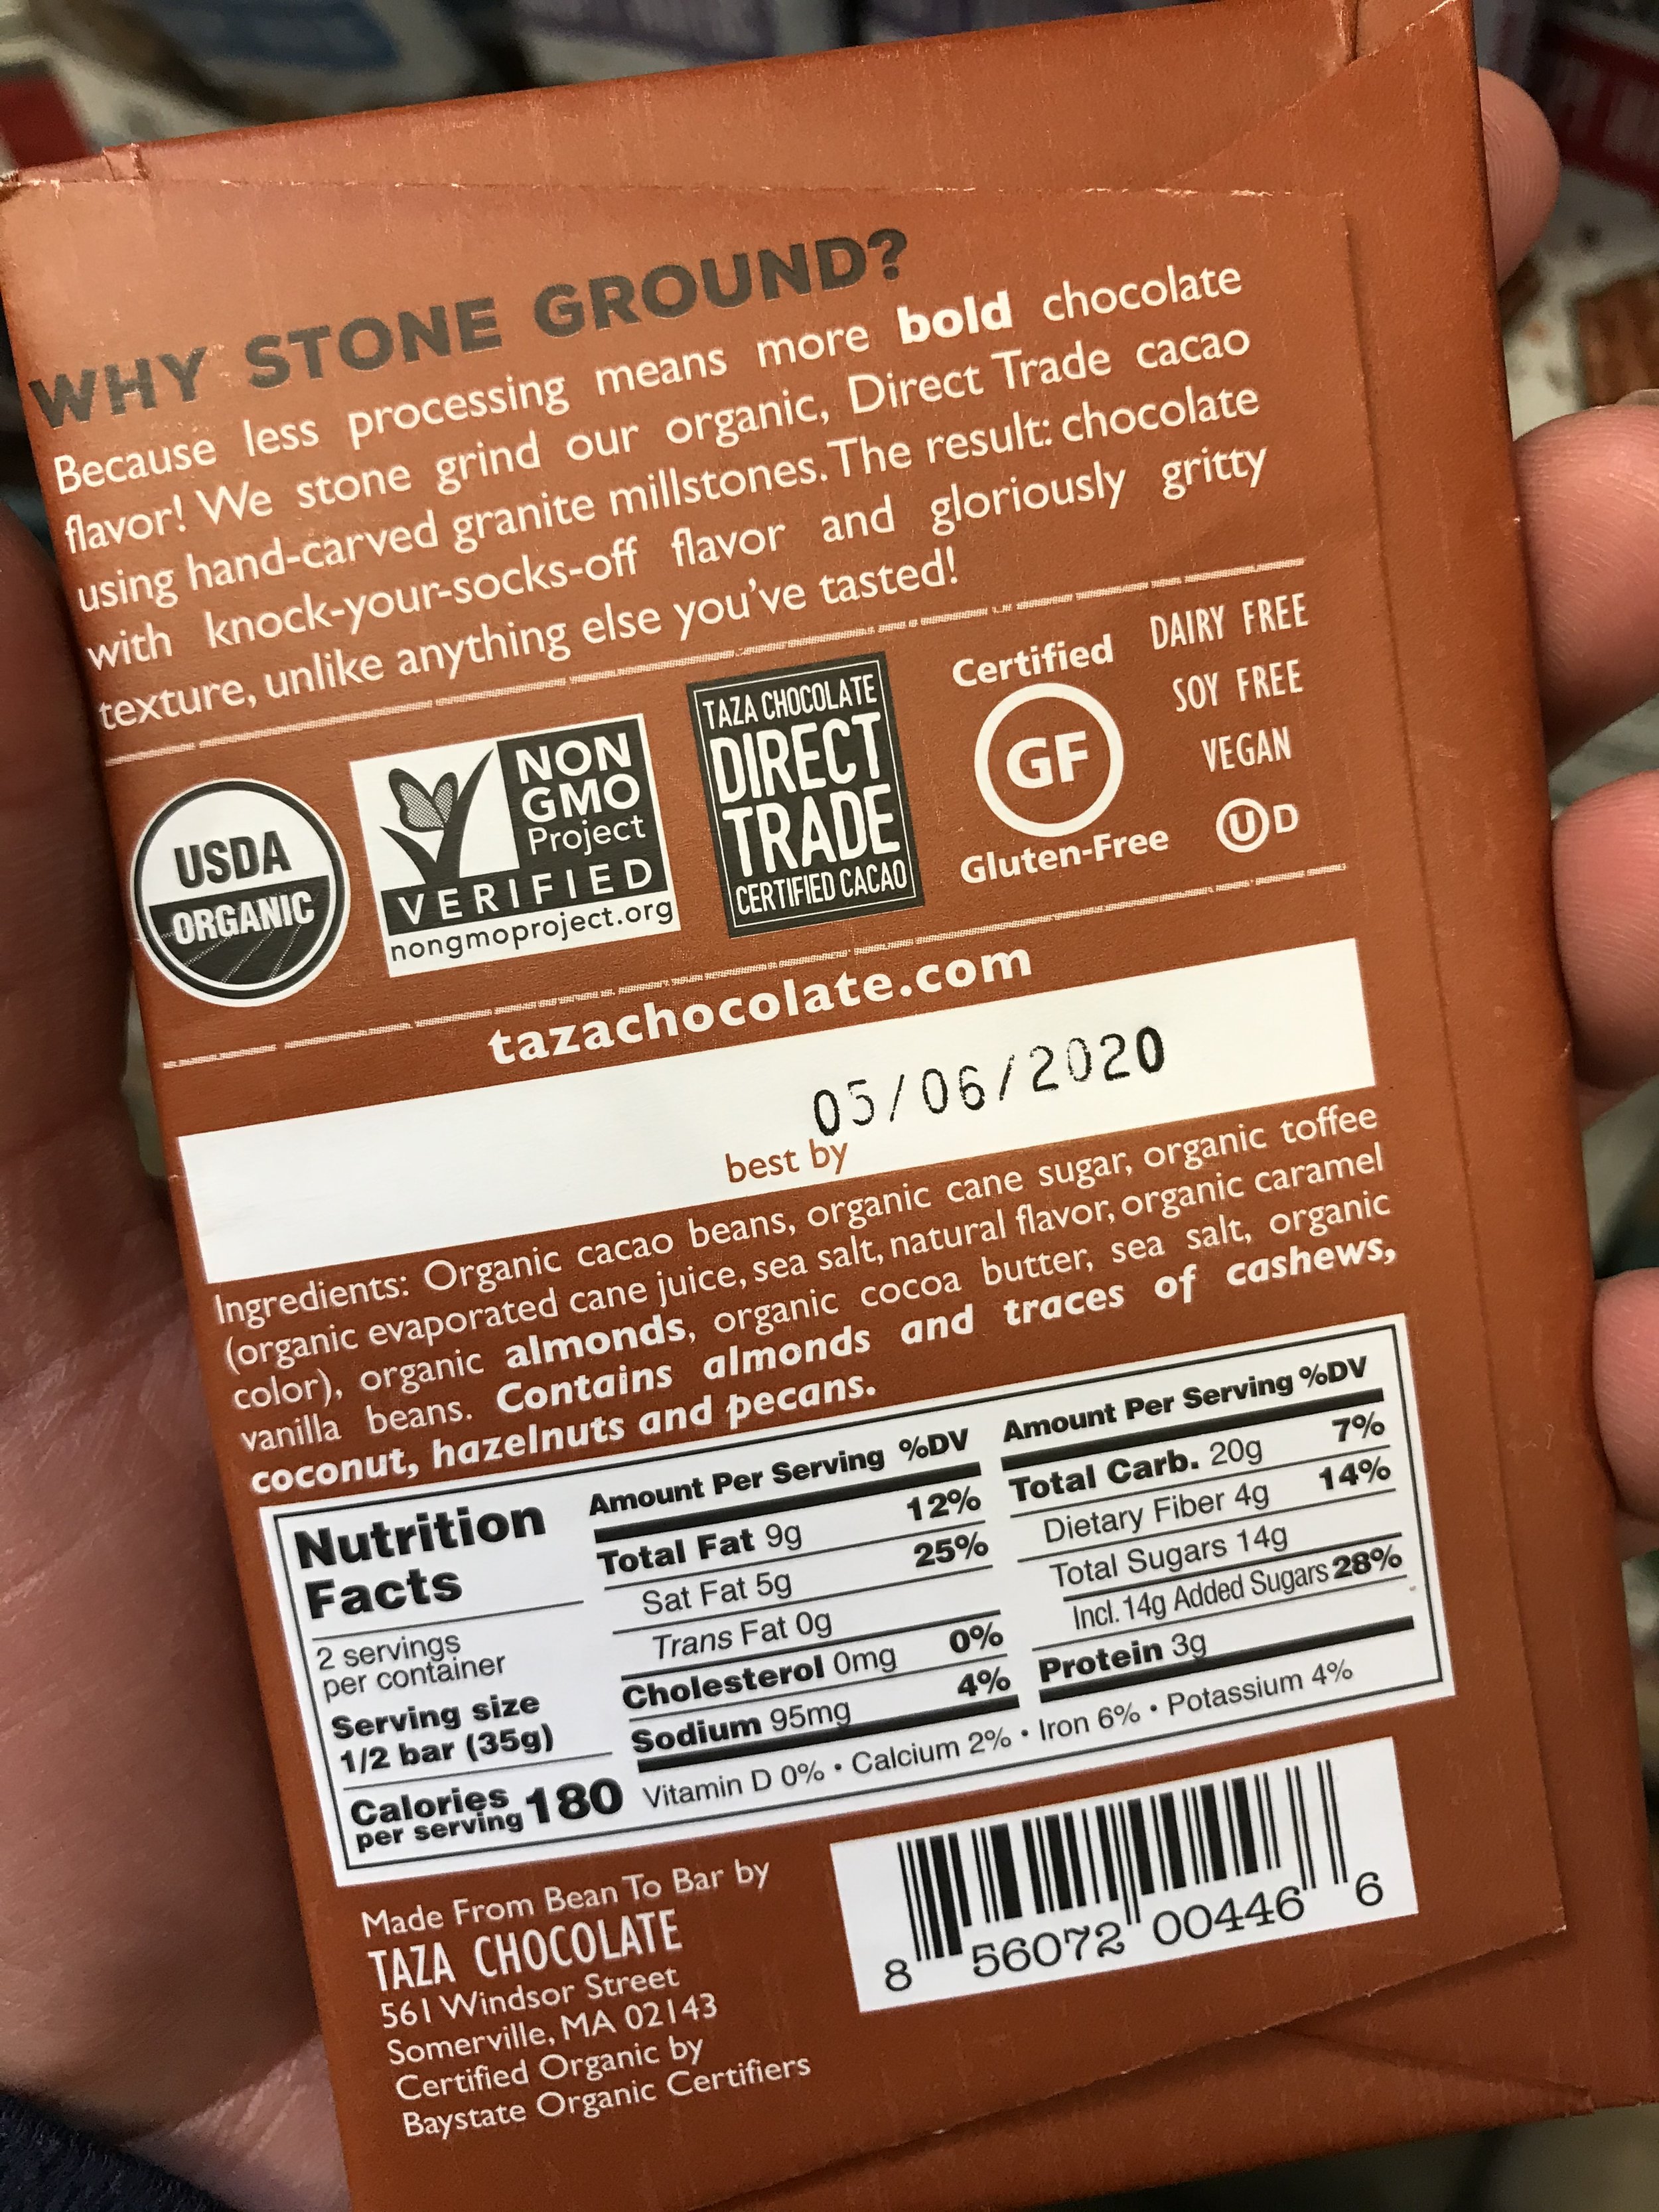 WHY STONE GROUND?
Because less processing means more bold chocolate
flavor! We stone grind our organic, Direct Trade cacao
using hand-carved granite millstones. The result: chocolate
with knock-your-socks-off flavor and gloriously gritty
texture, unlike anything else you've tasted!
USDA
ORGANIC
NON
GMO
Project
VERIFIED
nongmoproject.org
TAZA CHOCOLATE
DIRECT
TRADE
CERTIFIED CACAO
Certified
GF
Gluten-Free
DAIRY FREE
SOY FREE
VEGAN
U D
tazachocolate.com
05/06/2020
best by
Ingredients: Organic cacao beans, organic cane sugar, organic toffee
(organic evaporated cane juice, sea salt, natural flavor, organic caramel
color), organic almonds, organic cocoa butter, sea salt, organic
vanilla beans. Contains almonds and traces of cashews,
coconut, hazelnuts and pecans.
Nutrition
Facts
2 servings
per container
Serving size
1/2 bar (35g)
Calories
per serving 180
Amount Per Serving %DV
Total Fat 9g 12%
Sat Fat 5g 25%
Trans Fat 0g
Cholesterol 0mg 0%
Sodium 95mg 4%
Amount Per Serving %DV
Total Carb. 20g 7%
Dietary Fiber 4g 14%
Total Sugars 14g
Incl. 14g Added Sugars 28%
Protein 3g
Vitamin D 0% • Calcium 2% • Iron 6% • Potassium 4%
Made From Bean To Bar by
TAZA CHOCOLATE
561 Windsor Street
Somerville, MA 02143
Certified Organic by
Baystate Organic Certifiers
8 56072 00446 6